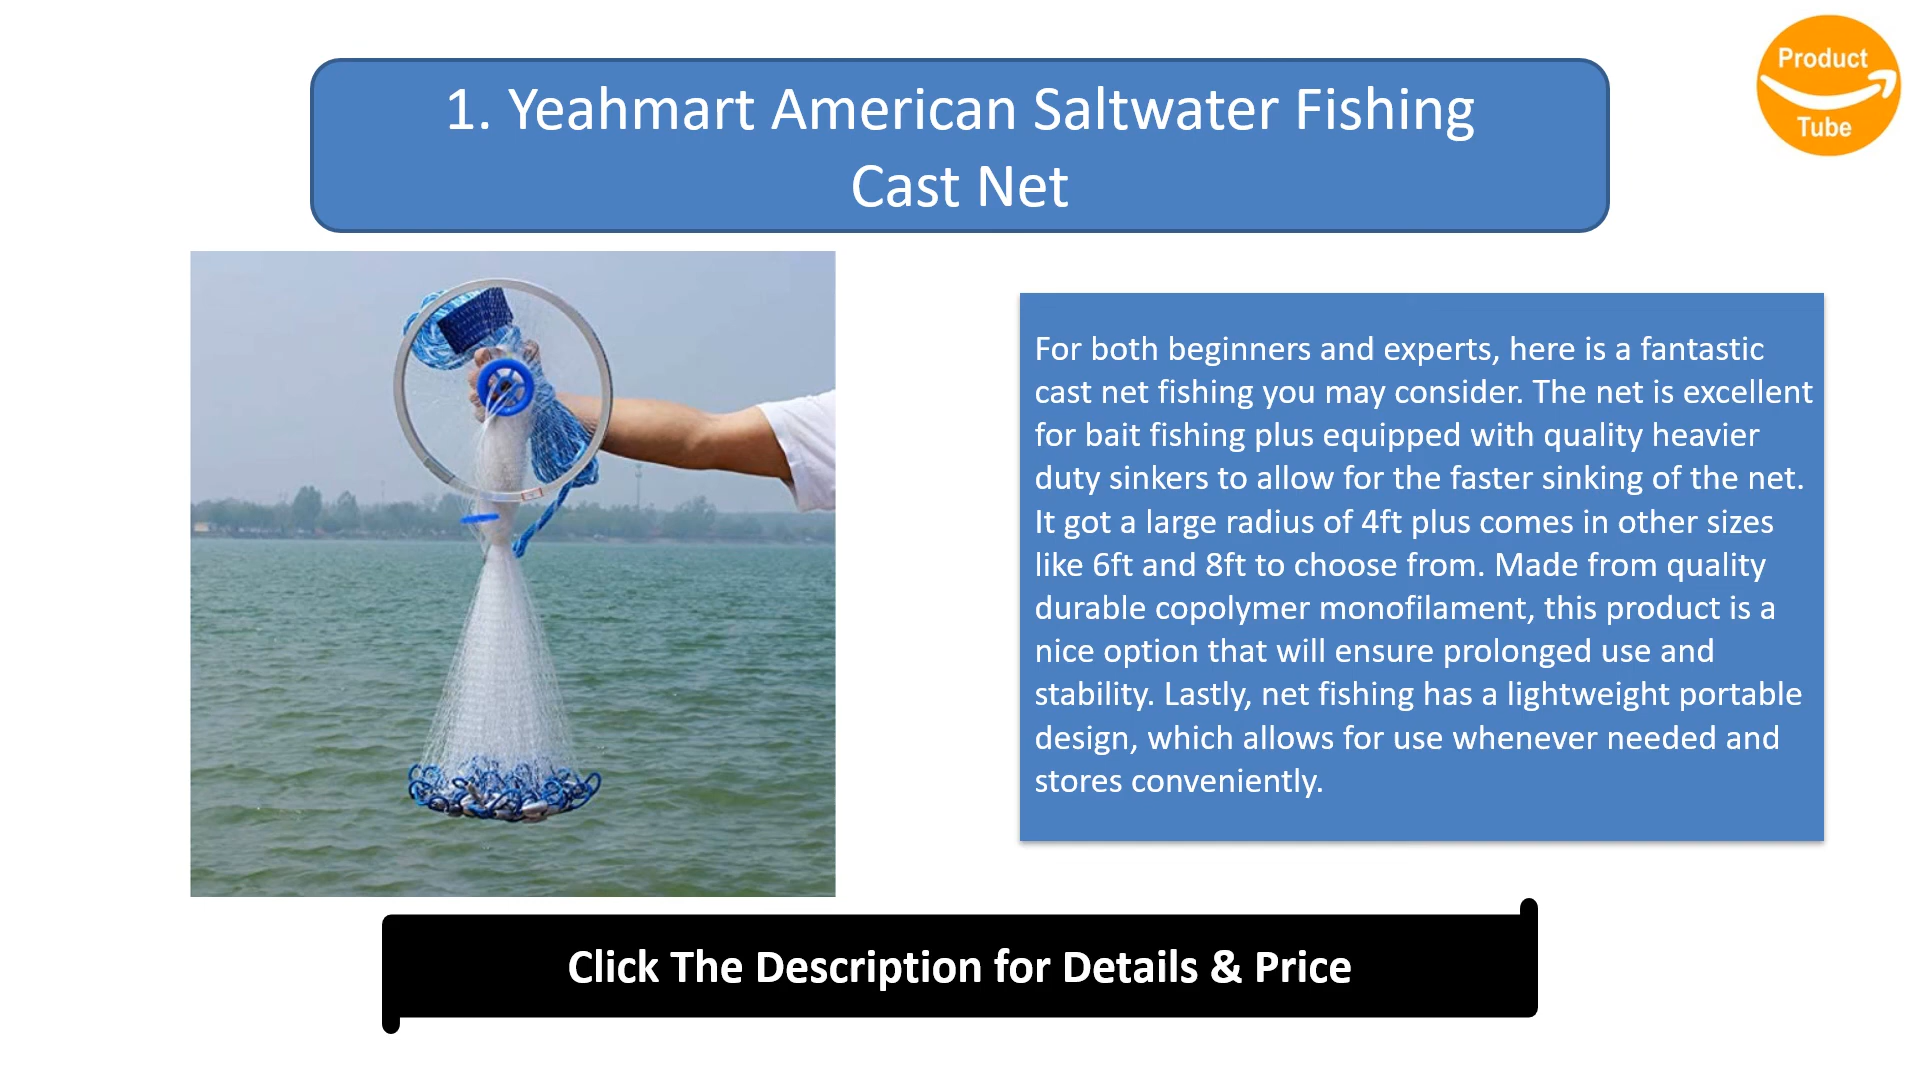 Product
Tube
1. Yeahmart American Saltwater Fishing
Cast Net
For both beginners and experts, here is a fantastic
cast net fishing you may consider. The net is excellent
for bait fishing plus equipped with quality heavier
duty sinkers to allow for the faster sinking of the net.
It got a large radius of 4ft plus comes in other sizes
like 6ft and 8ft to choose from. Made from quality
durable copolymer monofilament, this product is a
nice option that will ensure prolonged use and
stability. Lastly, net fishing has a lightweight portable
design, which allows for use whenever needed and
stores conveniently.
Click The Description for Details & Price